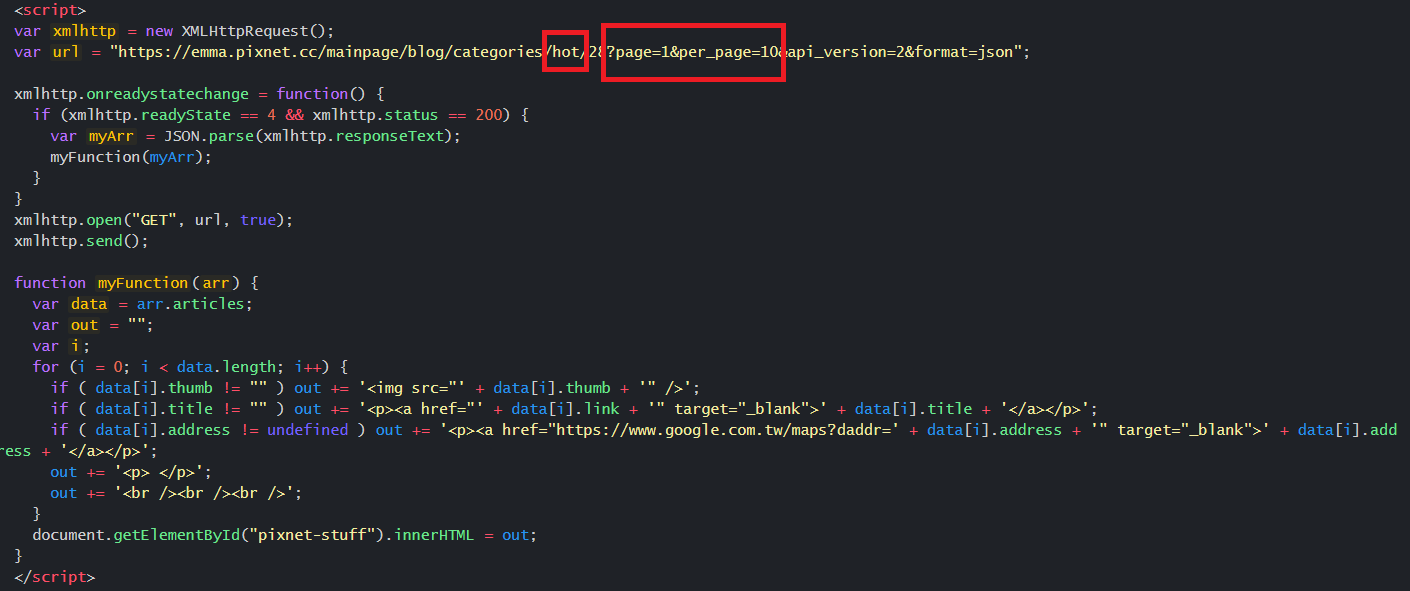 <script>
var xmlhttp = new XMLHttpRequest();
var url = "https://emma.pixnet.cc/mainpage/blog/categories/hot/28?page=1&per_page=10&api_version=2&format=json";
xmlhttp.onreadystatechange = function() {
if (xmlhttp.readyState == 4 && xmlhttp.status == 200) {
var myArr = JSON.parse(xmlhttp.responseText);
myFunction(myArr);
}
}
xmlhttp.open("GET", url, true);
xmlhttp.send();
function myFunction(arr) {
var data = arr.articles;
var out = "";
var i;
for (i = 0; i < data.length; i++) {
if ( data[i].thumb != "" ) out += '<img src="' + data[i].thumb + '" />';
if ( data[i].title != "" ) out += '<p><a href="' + data[i].link + '" target="_blank">' + data[i].title + '</a></p>';
if ( data[i].address != undefined ) out += '<p><a href="https://www.google.com.tw/maps?daddr=' + data[i].address + '" target="_blank">' + data[i].add
ress + '</a></p>';
out += '<p> </p>';
out += '<br /><br /><br />';
}
document.getElementById("pixnet-stuff").innerHTML = out;
}
</script>